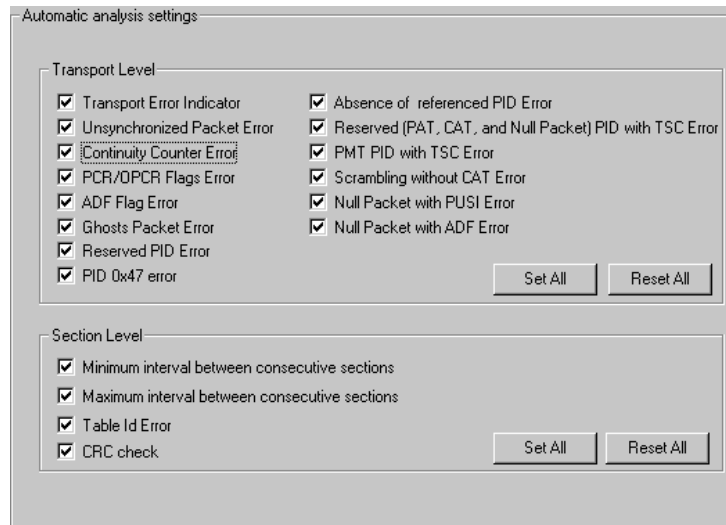 Automatic analysis settings
Transport Level
Transport Error Indicator
Unsynchronized Packet Error
Continuity Counter Error
PCR/OPCR Flags Error
ADF Flag Error
Ghosts Packet Error
Reserved PID Error
PID 0x47 error
Absence of referenced PID Error
Reserved (PAT, CAT, and Null Packet) PID with TSC Error
PMT PID with TSC Error
Scrambling without CAT Error
Null Packet with PUSI Error
Null Packet with ADF Error
Set All
Reset All
Section Level
Minimum interval between consecutive sections
Maximum interval between consecutive sections
Table Id Error
CRC check
Set All
Reset All